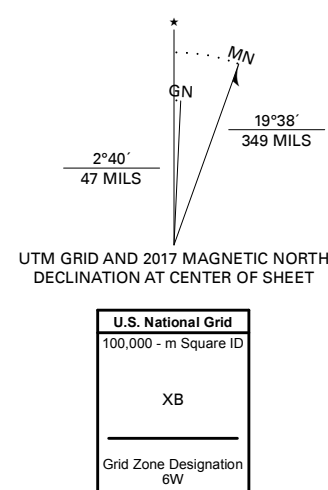 ★
MN
GN
19°38´
349 MILS
2°40´
47 MILS
UTM GRID AND 2017 MAGNETIC NORTH
DECLINATION AT CENTER OF SHEET
U.S. National Grid
100,000 - m Square ID
XB
Grid Zone Designation
6W